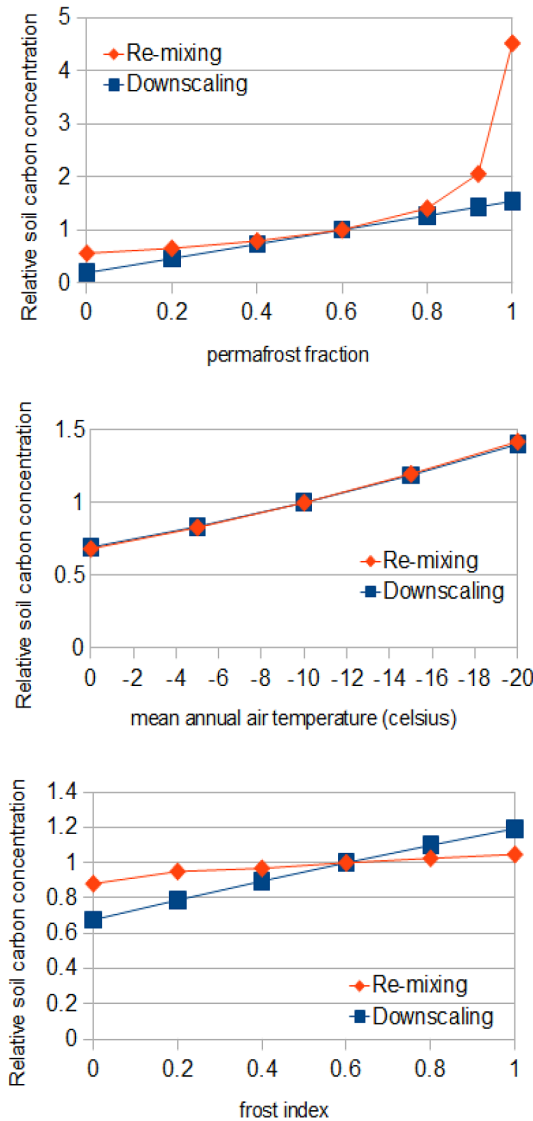 Relative soil carbon concentration
5
4
3
2
1
0
Re-mixing
Downscaling
0 0.2 0.4 0.6 0.8 1
permafrost fraction
Relative soil carbon concentration
1.5
1
0.5
0
Re-mixing
Downscaling
0 -2 -4 -6 -8 -10 -12 -14 -16 -18 -20
mean annual air temperature (celsius)
Relative soil carbon concentration
1.4
1.2
1
0.8
0.6
0.4
0.2
0
Re-mixing
Downscaling
0 0.2 0.4 0.6 0.8 1
frost index